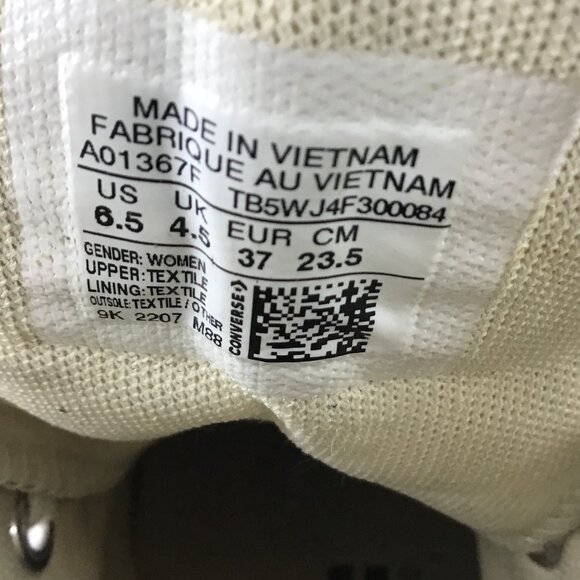 MADE IN VIETNAM
FABRIQUE AU VIETNAM
A01367F TB5WJ4F300084
US UK EUR CM
6.5 4.5 37 23.5
GENDER: WOMEN
UPPER: TEXTILE
LINING: TEXTILE
OUTSOLE: TEXTILE / OTHER
9K 2207 M88
CONVERSE